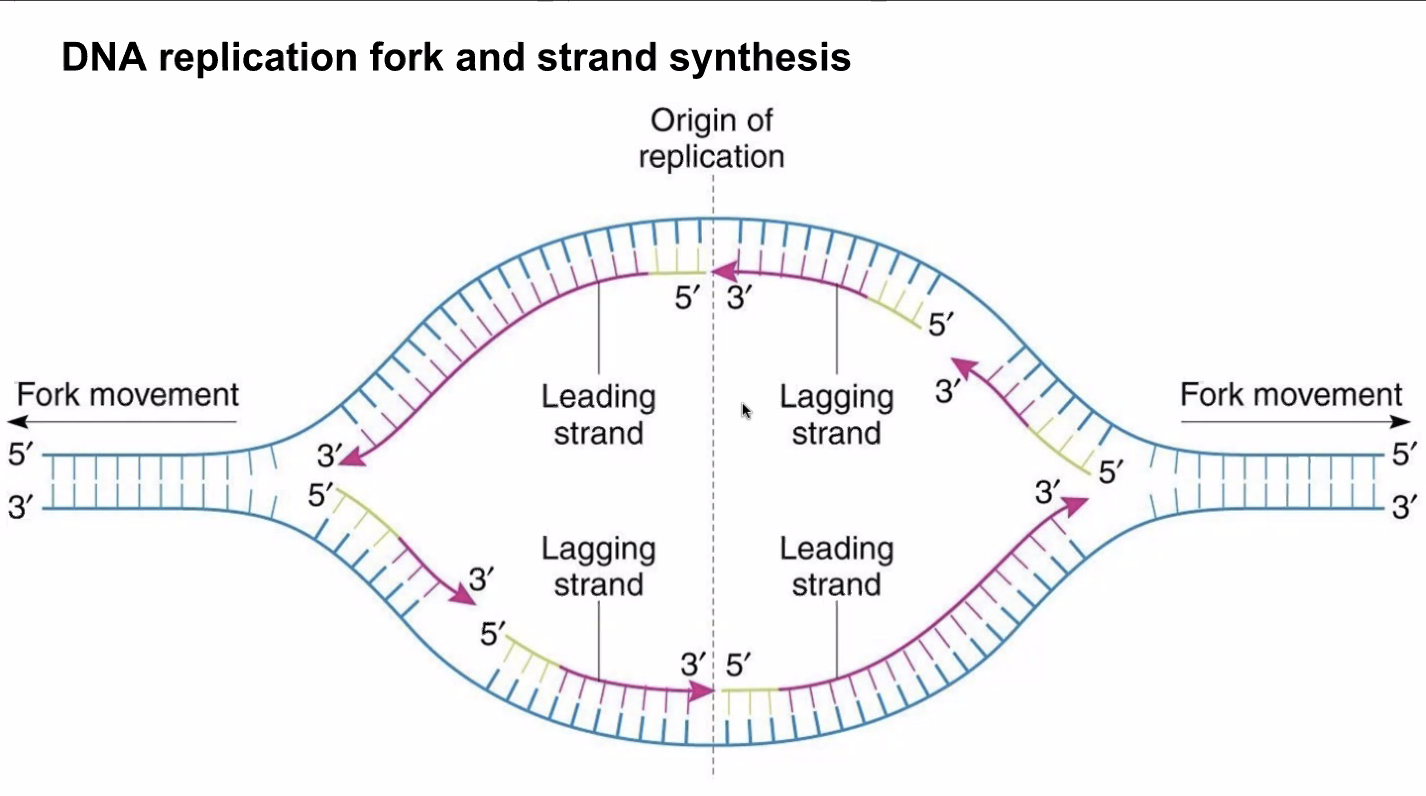 DNA replication fork and strand synthesis
Origin of
replication
5′
3′
5′
Leading
strand
Lagging
strand
3′
Fork movement
Fork movement
5′
3′
5′
5′
3′
5′
3′
3′
3′
Lagging
strand
Leading
strand
3′
5′
3′
5′